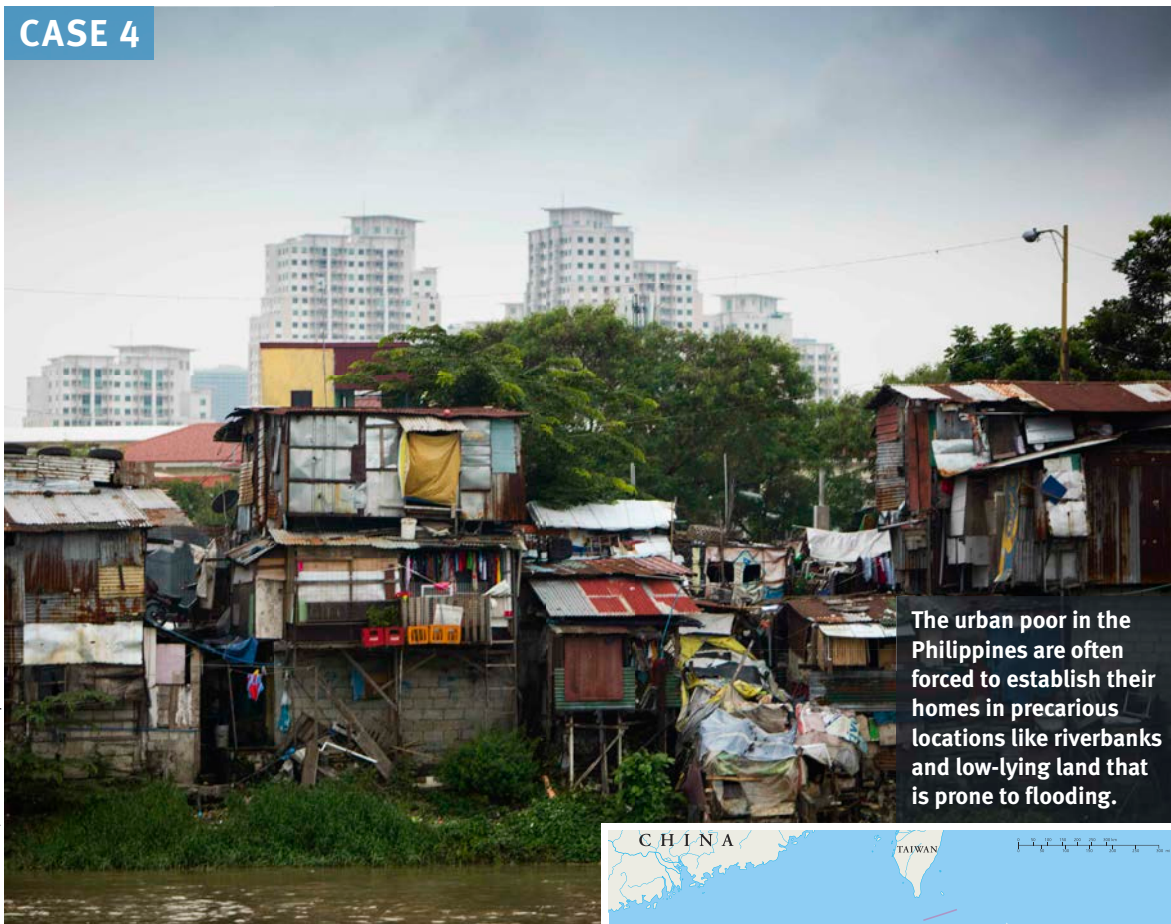 CASE 4
The urban poor in the
Philippines are often
forced to establish their
homes in precarious
locations like riverbanks
and low-lying land that
is prone to flooding.
CHINA
TAIWAN